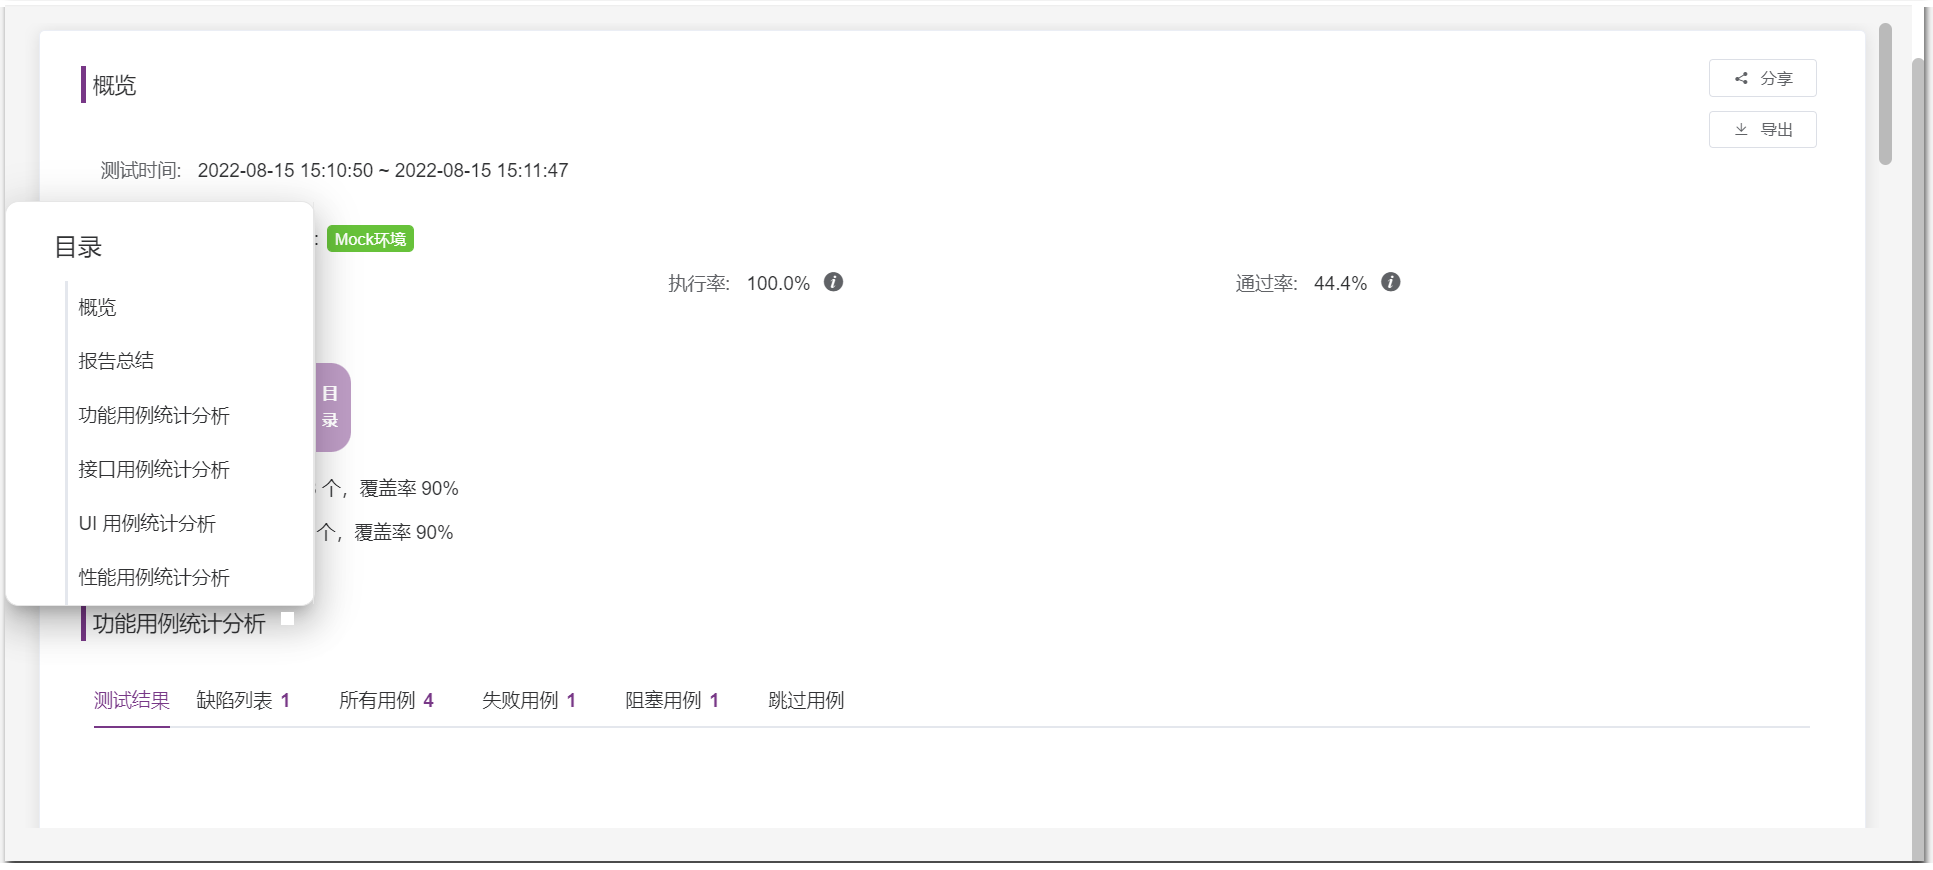 概览
分享
导出
测试时间: 2022-08-15 15:10:50 ~ 2022-08-15 15:11:47
: Mock环境
执行率: 100.0%
通过率: 44.4%
目录
概览
报告总结
功能用例统计分析
接口用例统计分析
UI 用例统计分析
性能用例统计分析
目录
个，覆盖率 90%
个，覆盖率 90%
功能用例统计分析
测试结果 缺陷列表 1 所有用例 4 失败用例 1 阻塞用例 1 跳过用例